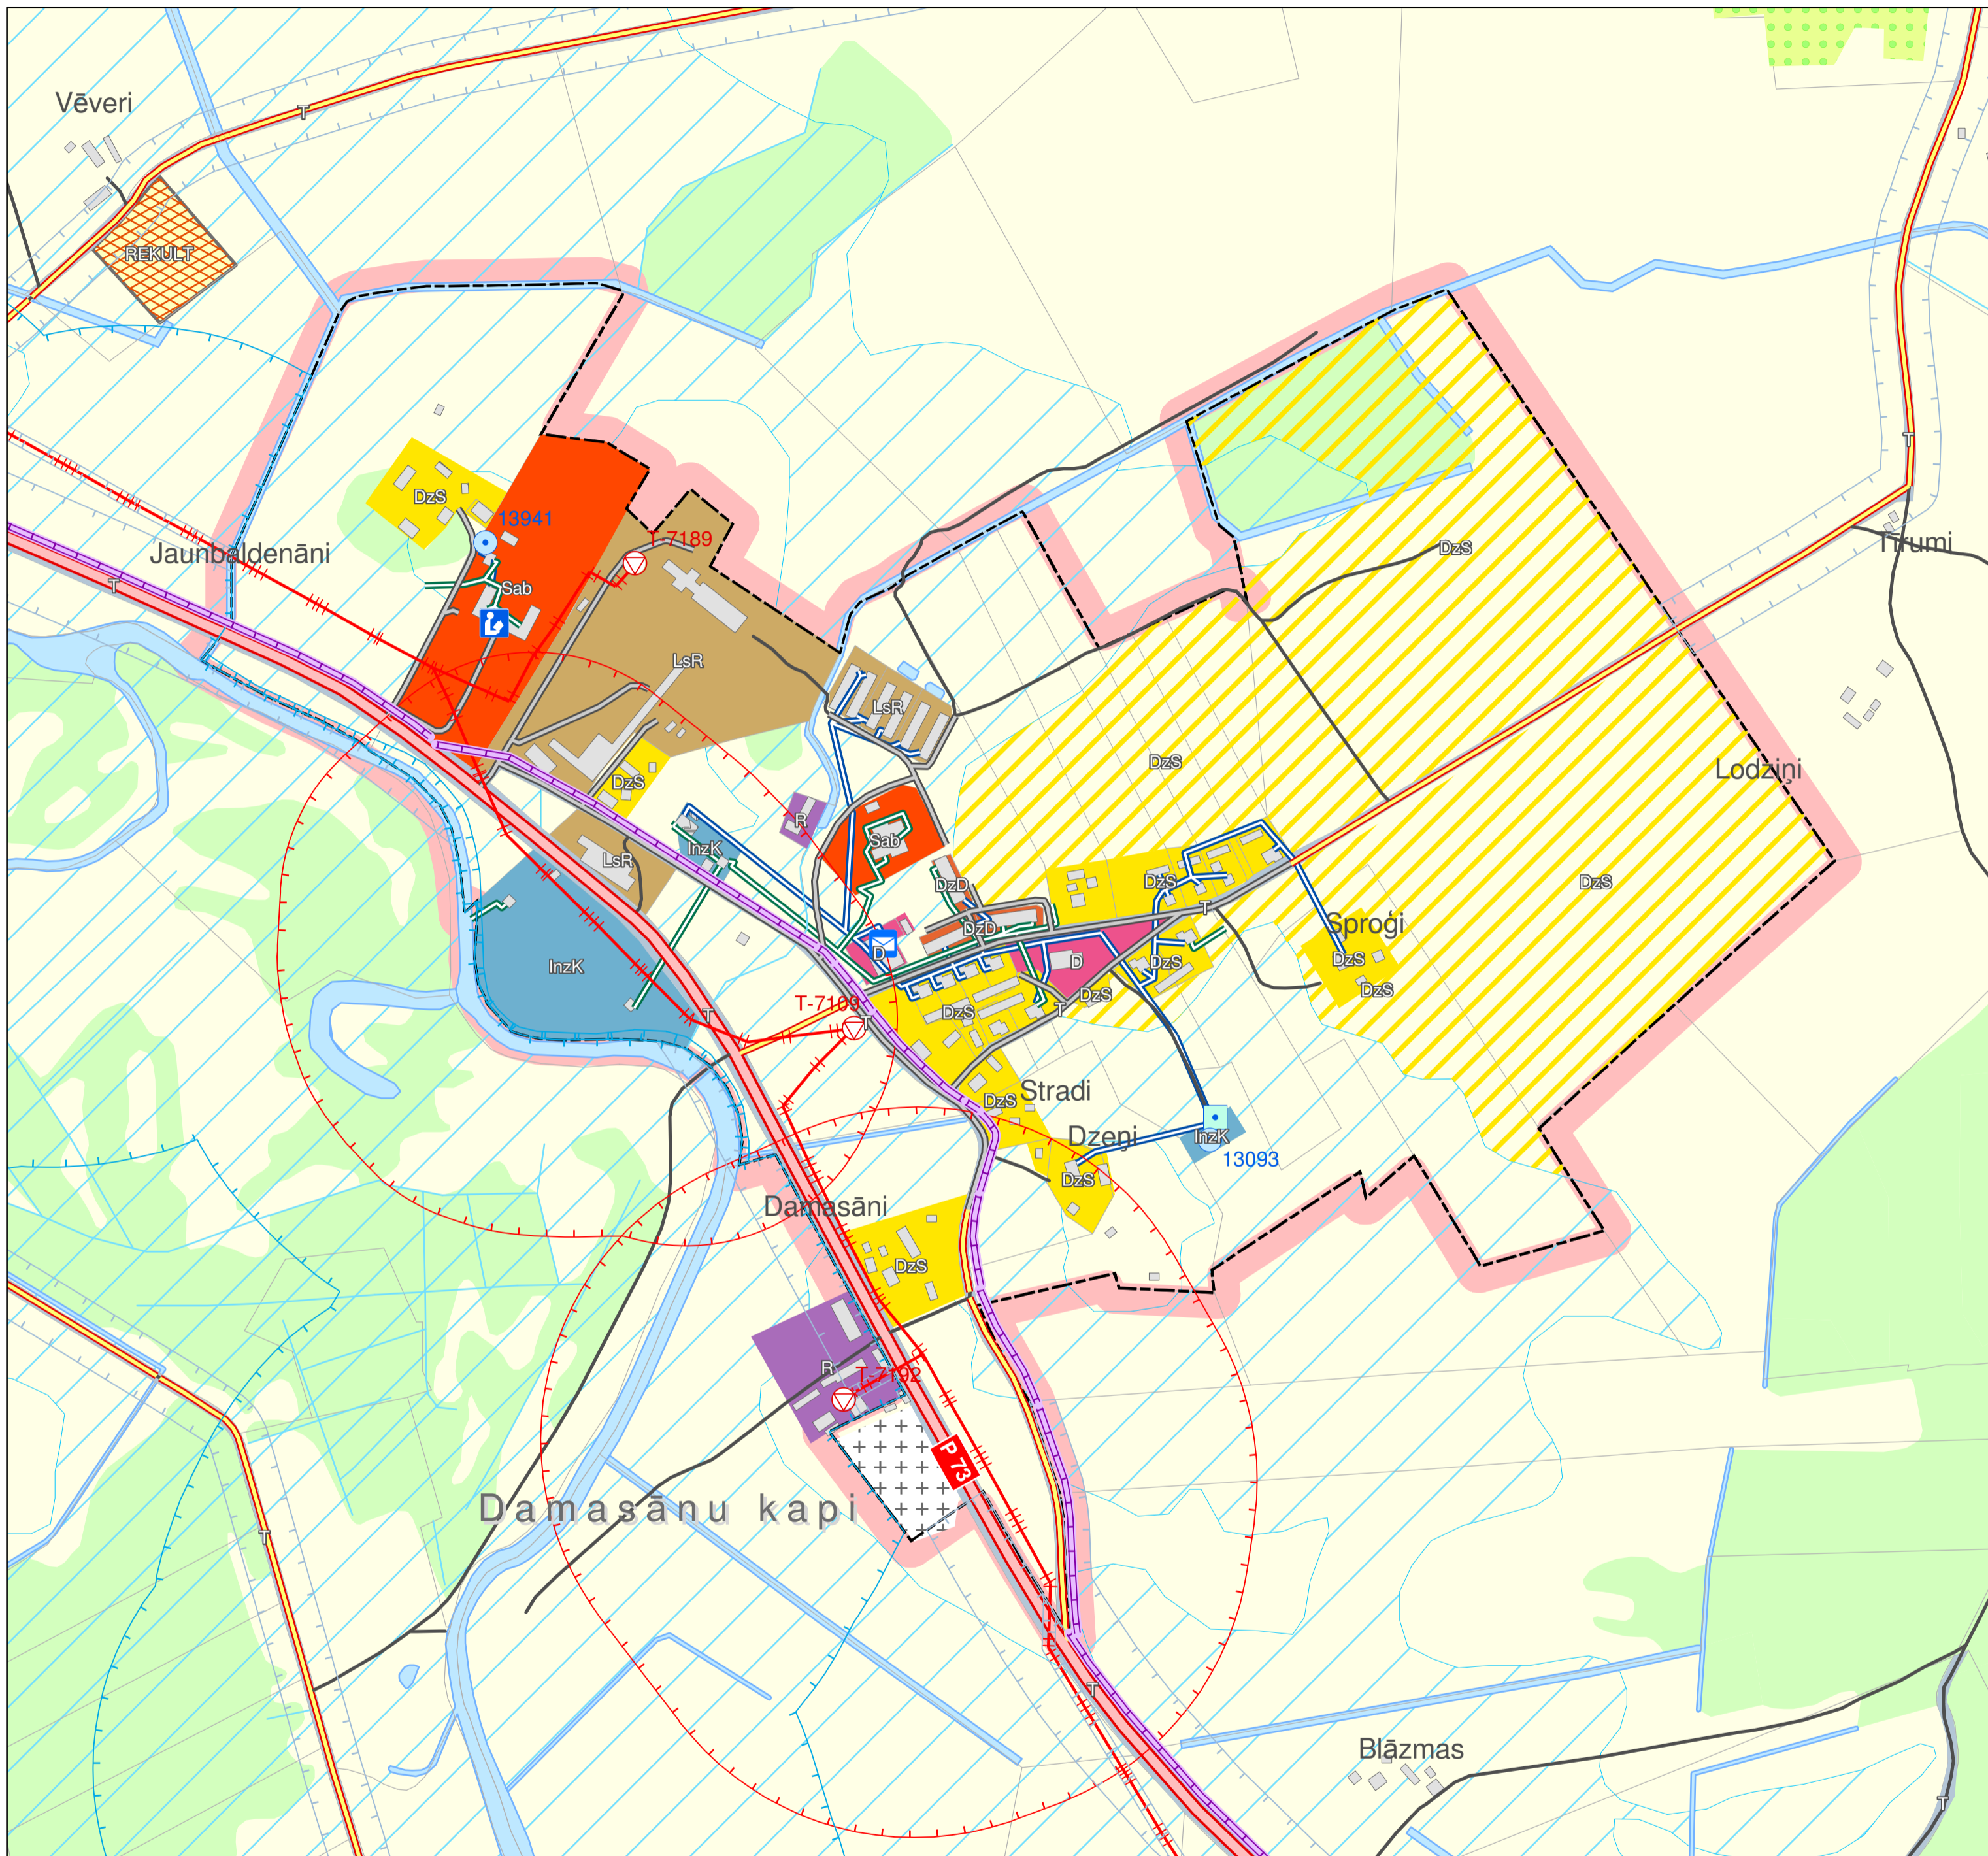 Vēveri
T
REKULT
T
DzS
13941
T-7189
DzS
Jaunbaldenāni
Tīrumi
T
Sab
LsR
LsR
DzS
Lodziņi
DzS
R
Sab
InzK
LsR
DzD
DzS
DzS
T
Sproģi
DzD
D
D
DzS
DzS
InzK
DzS
DzS
T-7109
DzS
T
T
T
Stradi
DzS
Dzeņi
InzK
13093
DzS
Damasāni
DzS
R
T-7192
P 73
Damasānu kapi
T
T
Blāzmas
T